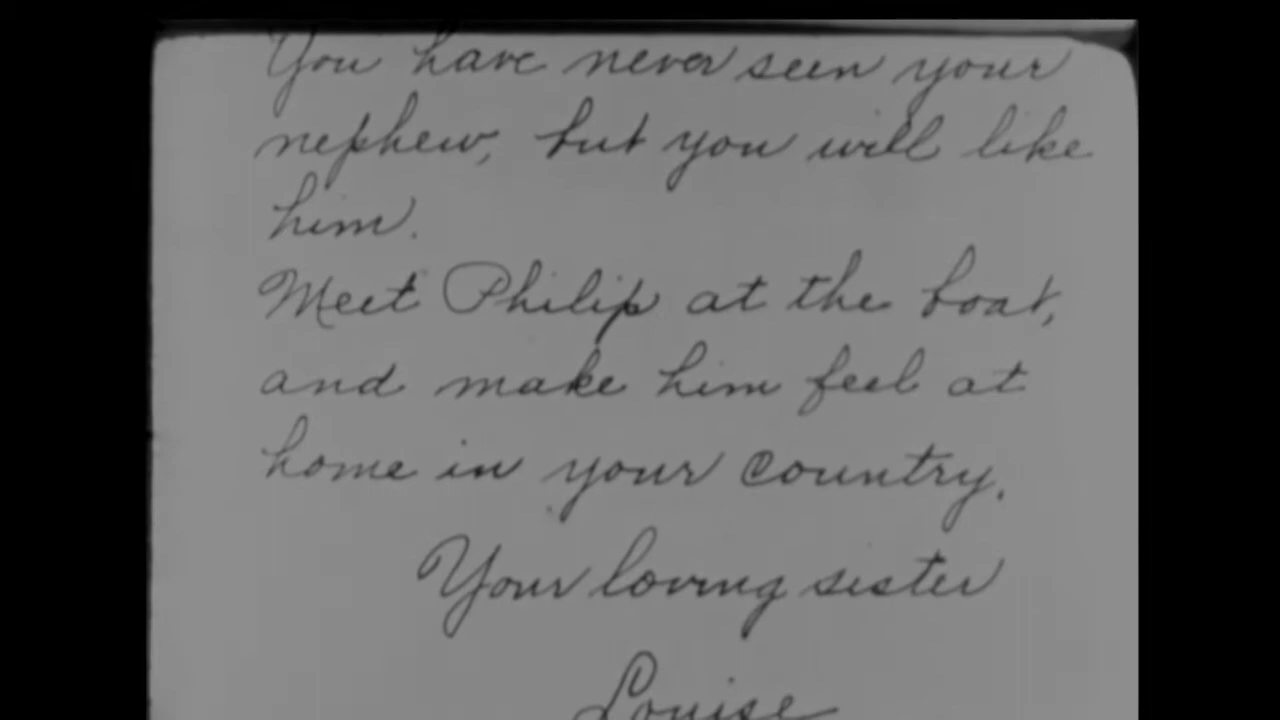 You have never seen your
nephew, but you will like
him.
Meet Philip at the boat,
and make him feel at
home in your country.
Your loving sister
Louise